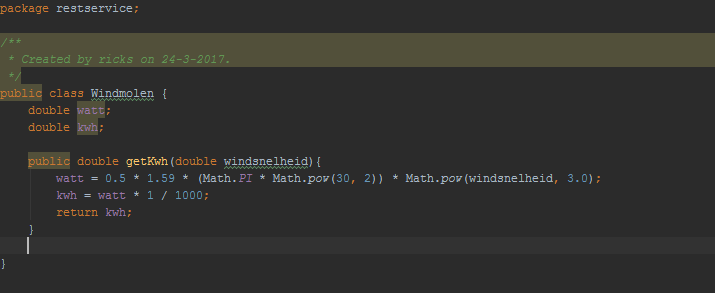 package restservice;
/**
 * Created by ricks on 24-3-2017.
 */
public class Windmolen {
    double watt;
    double kwh;
    public double getKwh(double windsnelheid){
        watt = 0.5 * 1.59 * (Math.PI * Math.pow(30, 2)) * Math.pow(windsnelheid, 3.0);
        kwh = watt * 1 / 1000;
        return kwh;
    }
}